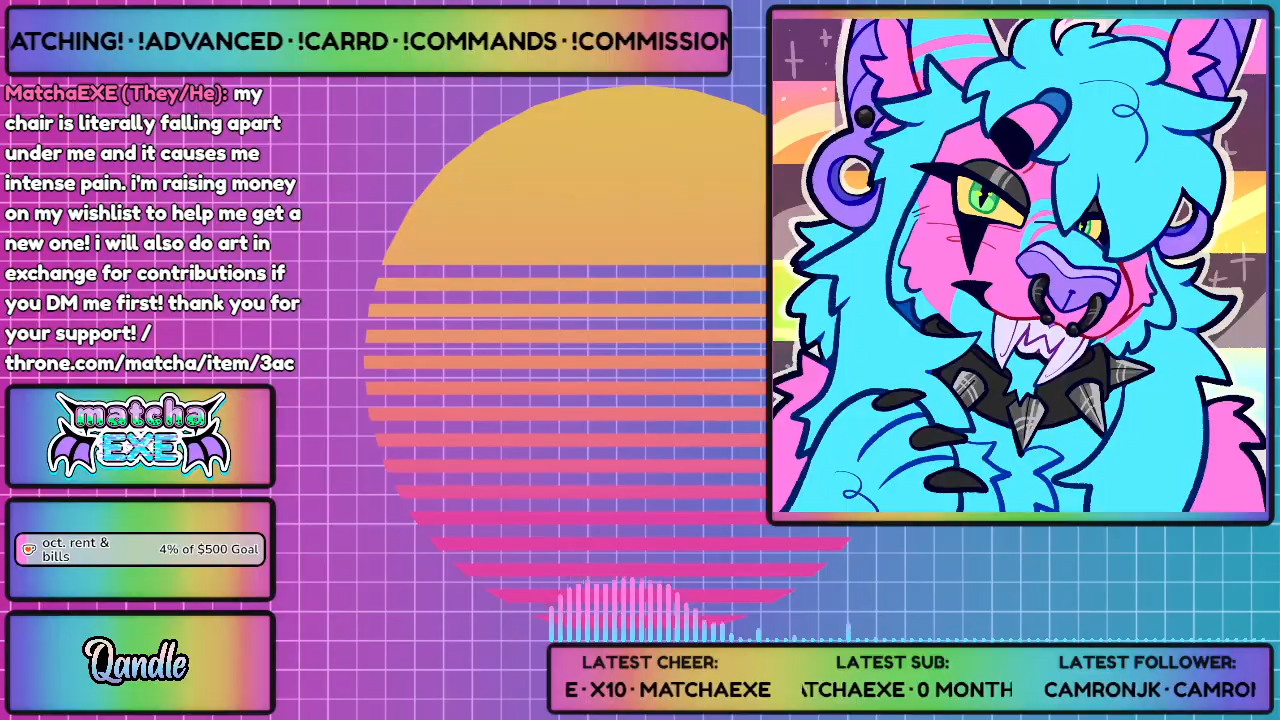 ATCHING! · !ADVANCED · !CARRD · !COMMANDS · !COMMISSION
MatchaEXE (They/He): my
chair is literally falling apart
under me and it causes me
intense pain. i'm raising money
on my wishlist to help me get a
new one! i will also do art in
exchange for contributions if
you DM me first! thank you for
your support! /
throne.com/matcha/item/3ac
matcha
EXE
oct. rent &
bills
4% of $500 Goal
Qandle
LATEST CHEER:
E · X10 · MATCHAEXE
LATEST SUB:
TCHAEXE · 0 MONTH
LATEST FOLLOWER:
CAMRONJK · CAMRO